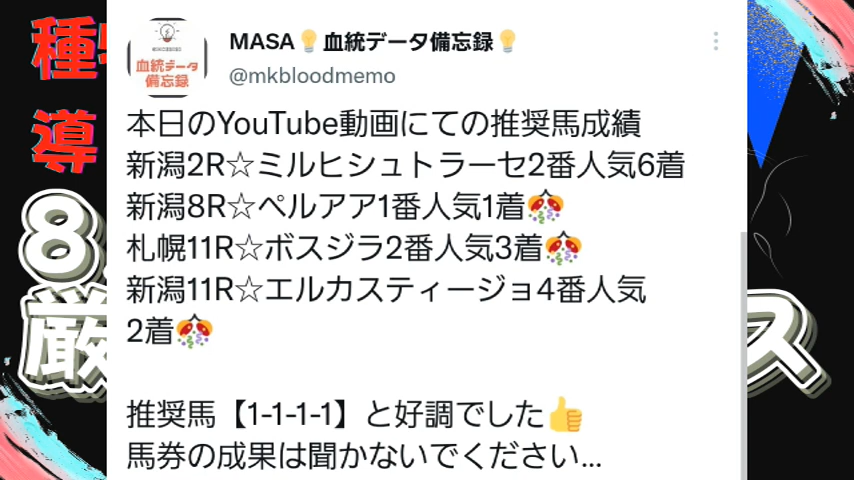 種牡
導
8.
厳
ス
血統データ
備忘録
MASA💡血統データ備忘録💡
@mkbloodmemo
本日のYouTube動画にての推奨馬成績
新潟2R☆ミルヒシュトラーセ2番人気6着
新潟8R☆ペルアア1番人気1着🎊
札幌11R☆ボスジラ2番人気3着🎊
新潟11R☆エルカスティージョ4番人気
2着🎊
推奨馬【1-1-1-1】と好調でした👍
馬券の成果は聞かないでください...